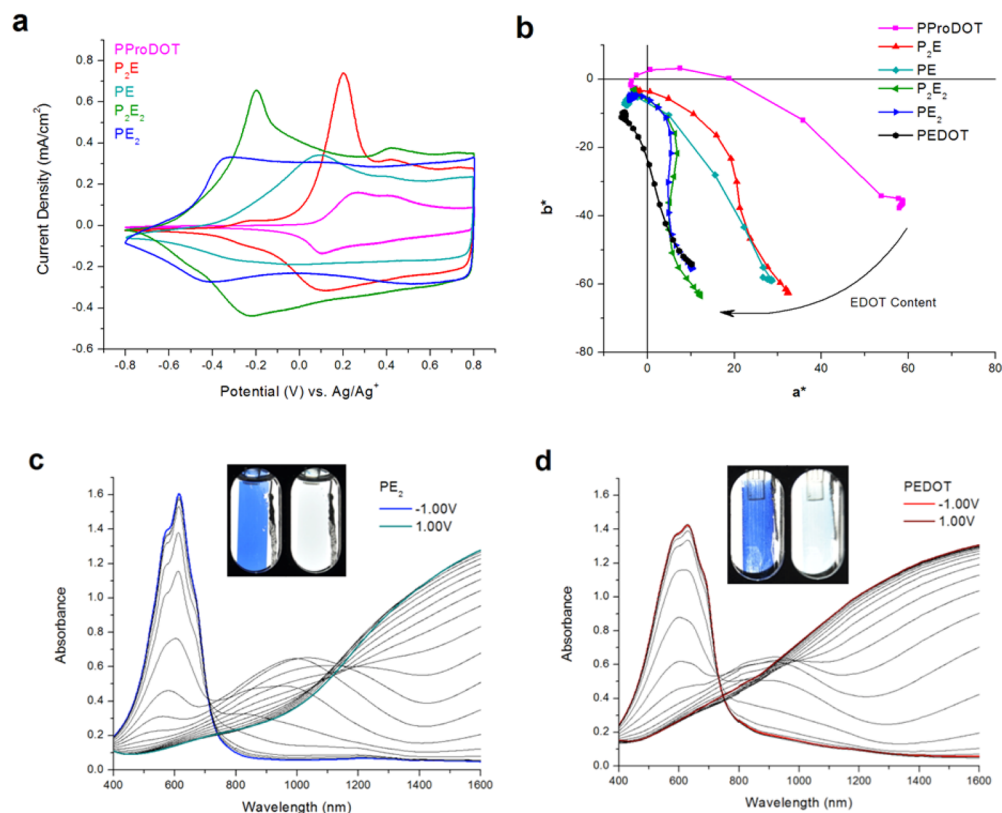 a
PProDOT
P₂E
PE
P₂E₂
PE₂
Current Density (mA/cm²)
0.8
0.6
0.4
0.2
0.0
-0.2
-0.4
-0.6
-0.8 -0.6 -0.4 -0.2 0.0 0.2 0.4 0.6 0.8
Potential (V) vs. Ag/Ag⁺
b
PProDOT
P₂E
PE
P₂E₂
PE₂
PEDOT
b*
0
-20
-40
-60
-80
EDOT Content
0 20 40 60 80
a*
c
PE₂
-1.00V
1.00V
Absorbance
1.6
1.4
1.2
1.0
0.8
0.6
0.4
0.2
0.0
400 600 800 1000 1200 1400 1600
Wavelength (nm)
d
PEDOT
-1.00V
1.00V
Absorbance
1.6
1.4
1.2
1.0
0.8
0.6
0.4
0.2
0.0
400 600 800 1000 1200 1400 1600
Wavelength (nm)